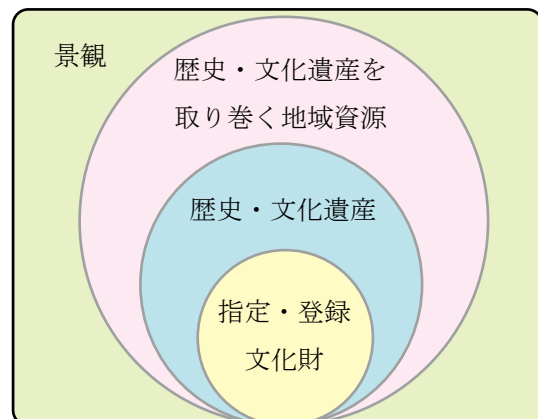 景観
歴史・文化遺産を
取り巻く地域資源
歴史・文化遺産
指定・登録
文化財